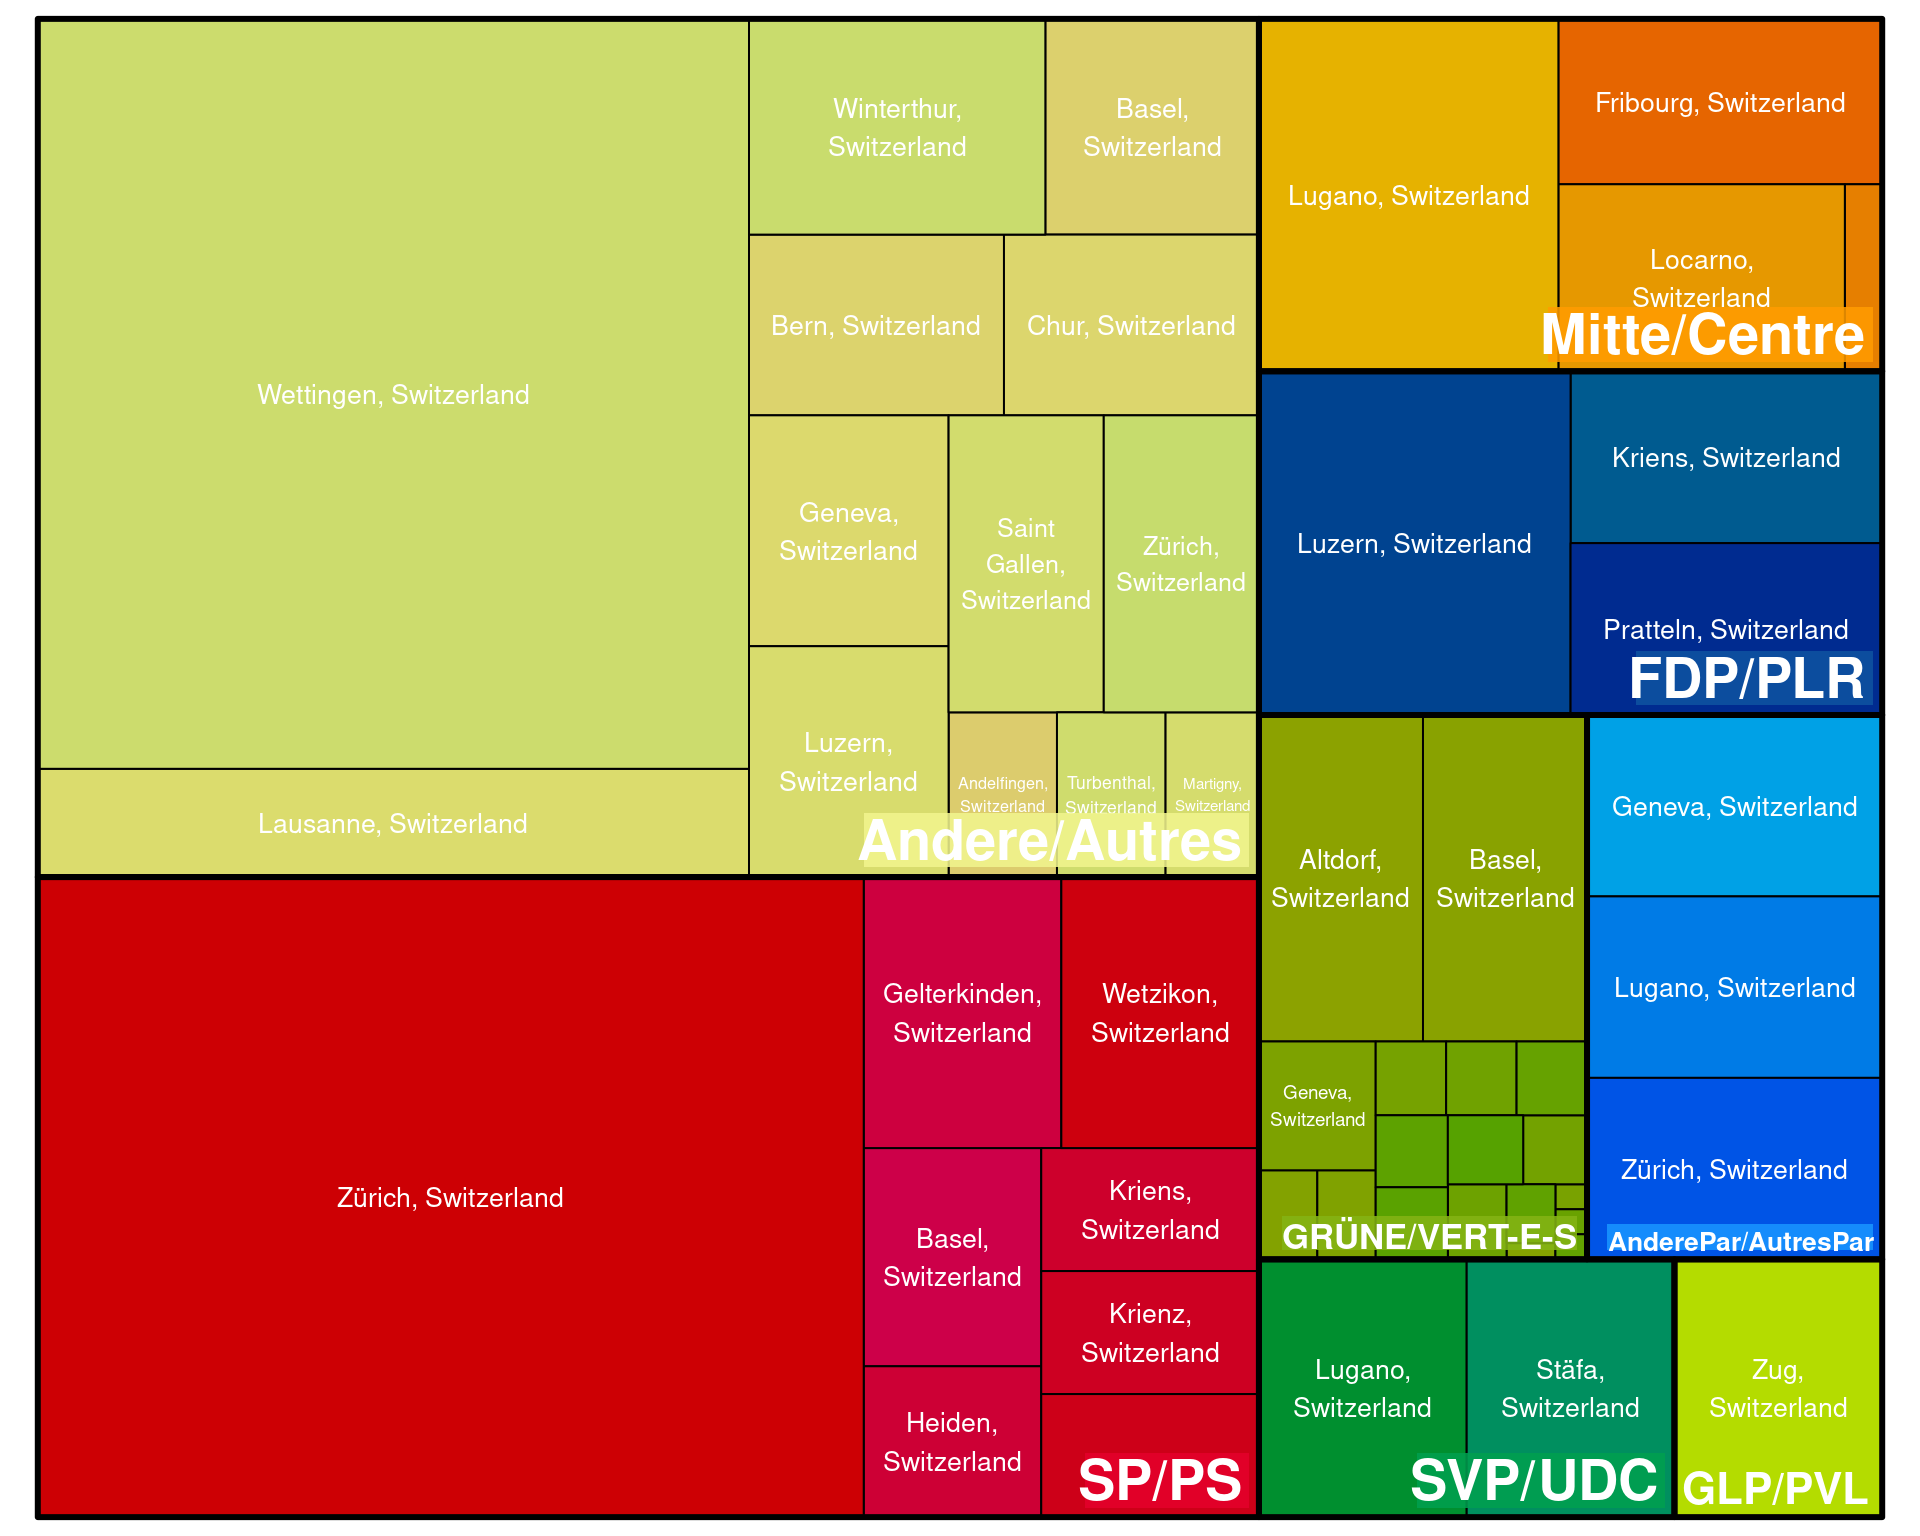 Wettingen, Switzerland
Lausanne, Switzerland
Winterthur,
Switzerland
Basel,
Switzerland
Bern, Switzerland
Chur, Switzerland
Geneva,
Switzerland
Saint
Gallen,
Switzerland
Zürich,
Switzerland
Luzern,
Switzerland
Andelfingen,
Switzerland
Turbenthal,
Switzerland
Martigny,
Switzerland
Andere/Autres
Zürich, Switzerland
Gelterkinden,
Switzerland
Wetzikon,
Switzerland
Basel,
Switzerland
Kriens,
Switzerland
Krienz,
Switzerland
Heiden,
Switzerland
SP/PS
Lugano, Switzerland
Fribourg, Switzerland
Locarno,
Switzerland
Mitte/Centre
Luzern, Switzerland
Kriens, Switzerland
Pratteln, Switzerland
FDP/PLR
Altdorf,
Switzerland
Basel,
Switzerland
Geneva,
Switzerland
GRÜNE/VERT-E-S
Geneva, Switzerland
Lugano, Switzerland
Zürich, Switzerland
AnderePar/AutresPar
Lugano,
Switzerland
Stäfa,
Switzerland
SVP/UDC
Zug,
Switzerland
GLP/PVL